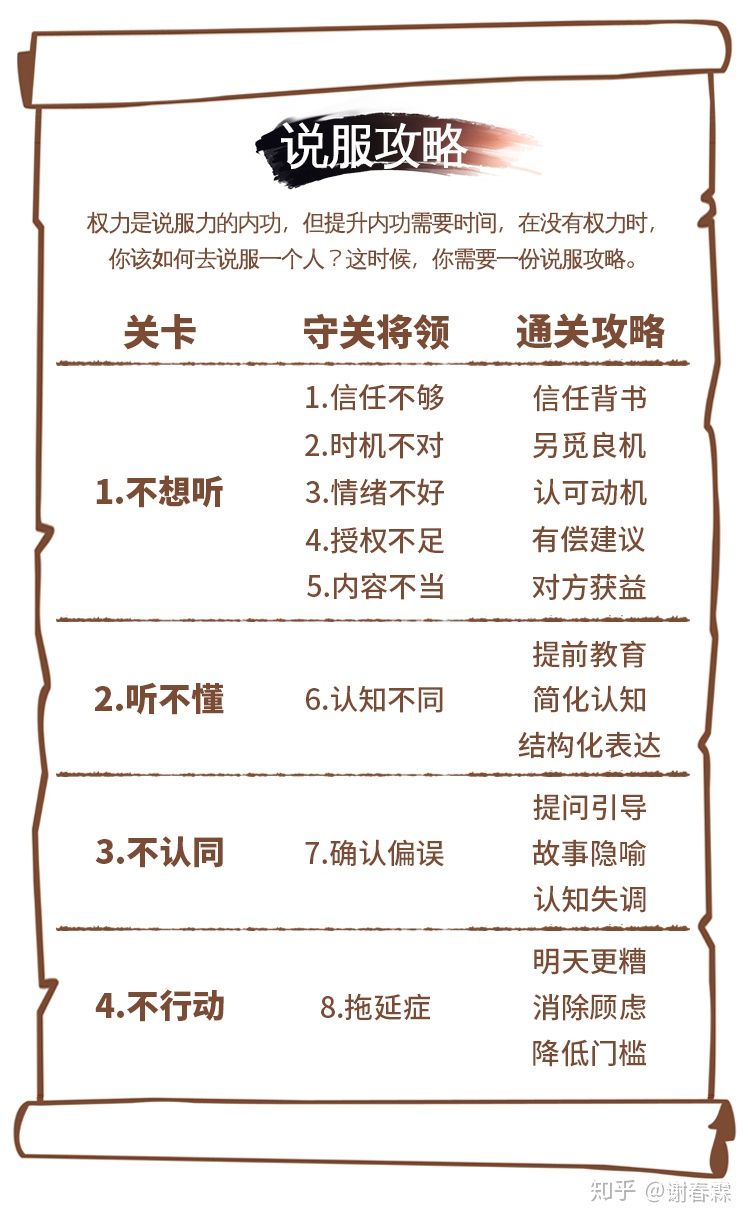 说服攻略
权力是说服力的内功，但提升内功需要时间，在没有权力时，
你该如何去说服一个人？这时候，你需要一份说服攻略。
关卡 守关将领 通关攻略
1.不想听
1.信任不够 信任背书
2.时机不对 另觅良机
3.情绪不好 认可动机
4.授权不足 有偿建议
5.内容不当 对方获益
2.听不懂
6.认知不同
提前教育
简化认知
结构化表达
3.不认同
7.确认偏误
提问引导
故事隐喻
认知失调
4.不行动
8.拖延症
明天更糟
消除顾虑
降低门槛
知乎 @谢春霖